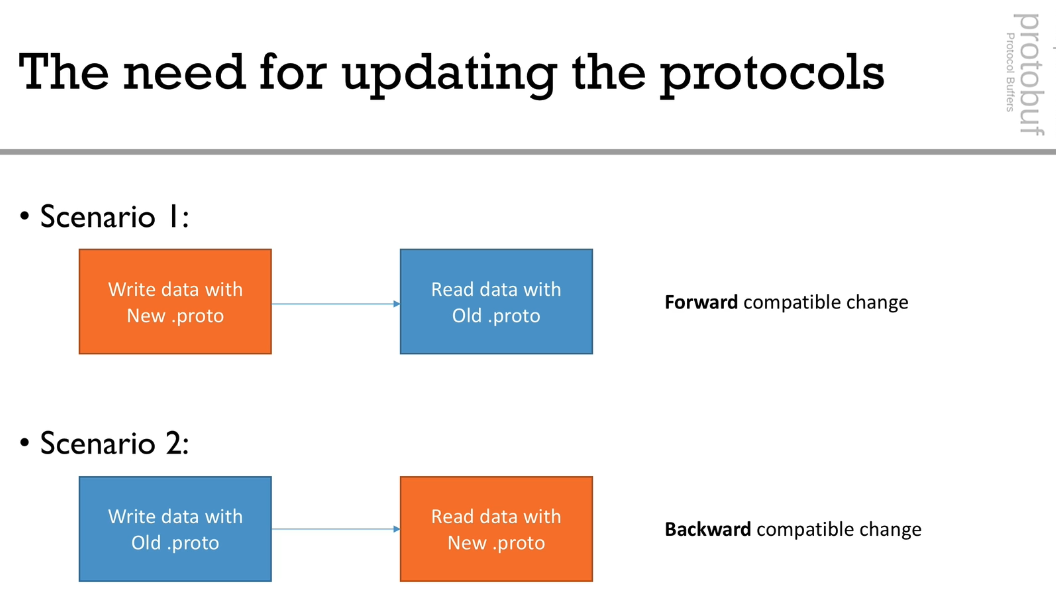 The need for updating the protocols
protobuf
Protocol Buffers
• Scenario 1:
Write data with
New .proto
Read data with
Old .proto
Forward compatible change
• Scenario 2:
Write data with
Old .proto
Read data with
New .proto
Backward compatible change